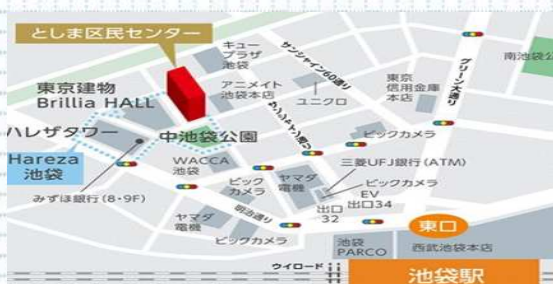 としま区民センター
キュー
プラザ
池袋
サンシャイン60通り
グリーン大通り
南池袋公
東京建物
Brillia HALL
アニメイト
池袋本店
ユニクロ
東京
信用金庫
本店
ハレザタワー
中池袋公園
サンシャイン通り
ビックカメラ
Hareza
池袋
WACCA
池袋
三菱UFJ銀行(ATM)
みずほ銀行(8・9F)
ビック
カメラ
ヤマダ
電機
ビックカメラ
EV
出口34
出口
32
明治通り
ヤマダ
電機
ビックカメラ
東口
池袋
PARCO
西武池袋本店
ウイロード
池袋駅